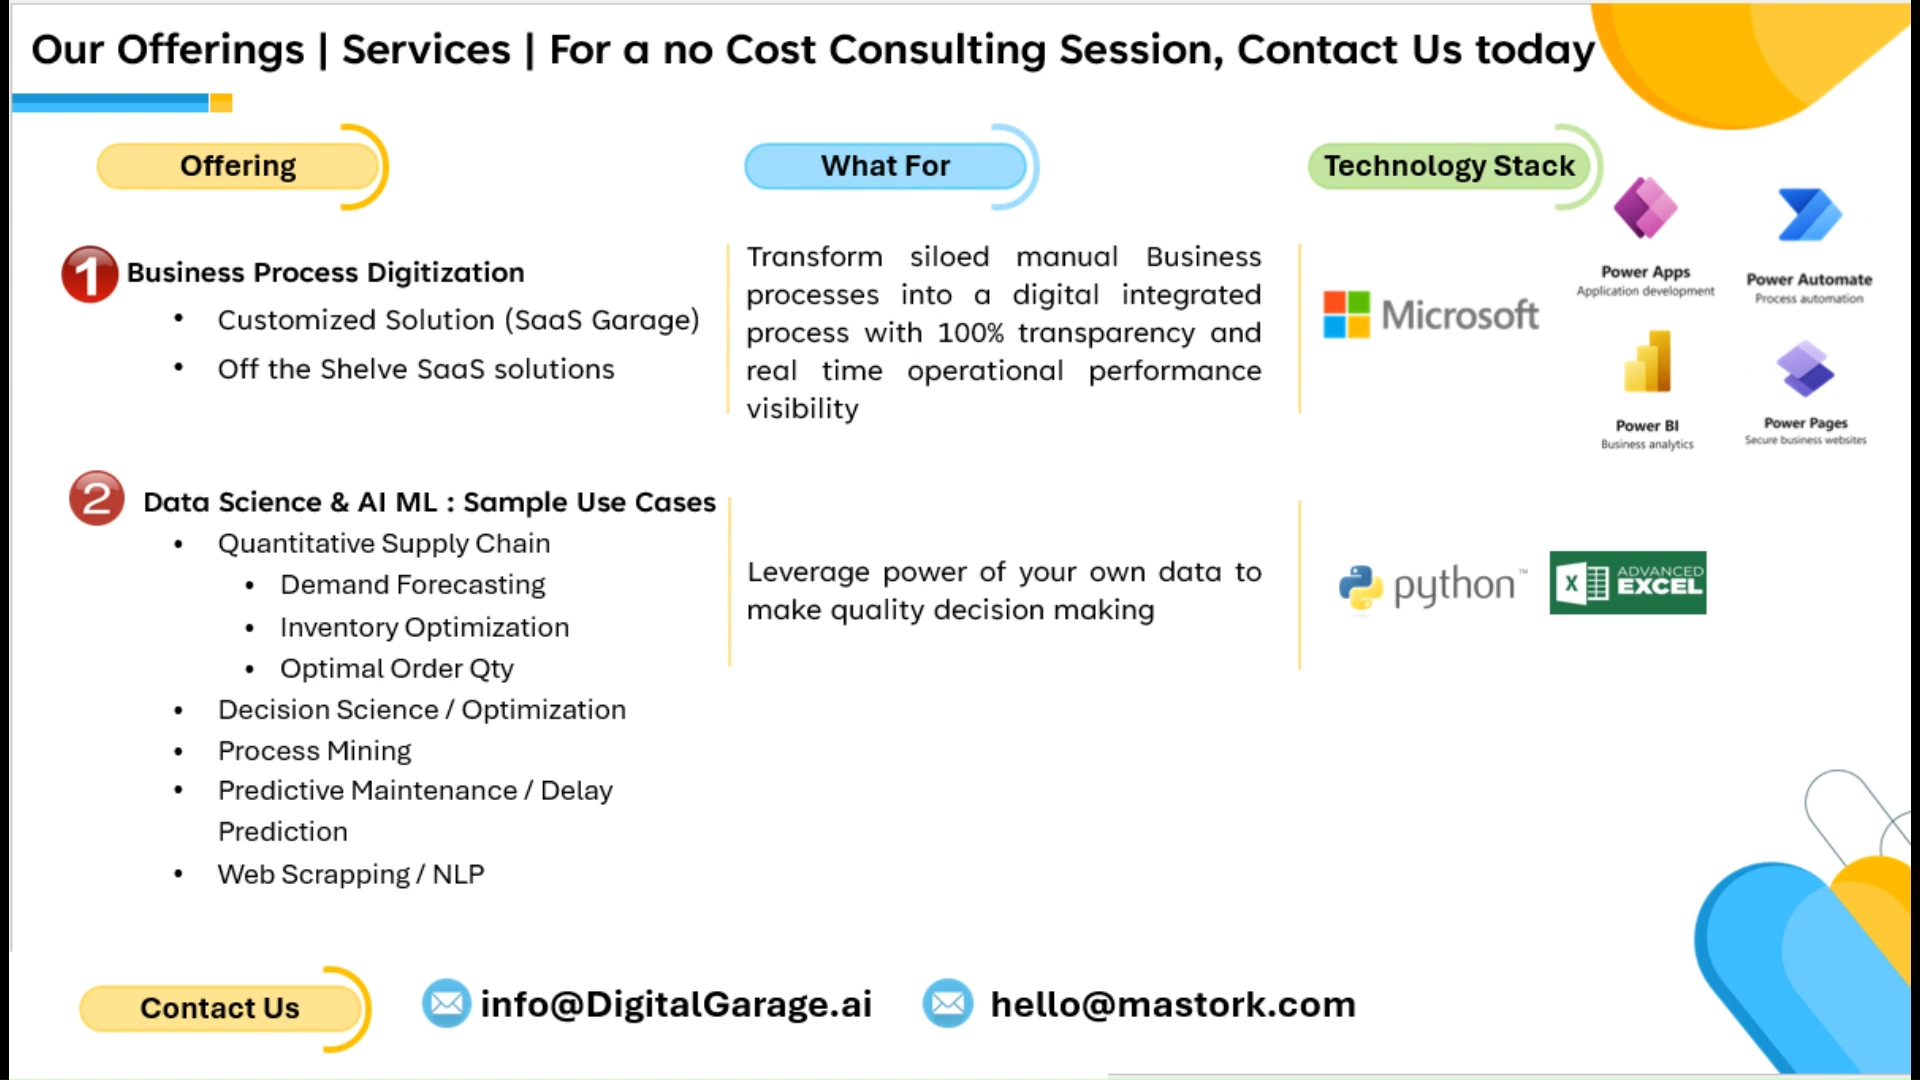 Our Offerings | Services | For a no Cost Consulting Session, Contact Us today
Offering
What For
Technology Stack
1 Business Process Digitization
• Customized Solution (SaaS Garage)
• Off the Shelve SaaS solutions
Transform siloed manual Business
processes into a digital integrated
process with 100% transparency and
real time operational performance
visibility
Microsoft
Power Apps
Application development
Power Automate
Process automation
Power BI
Business analytics
Power Pages
Secure business websites
2 Data Science & AI ML : Sample Use Cases
• Quantitative Supply Chain
• Demand Forecasting
• Inventory Optimization
• Optimal Order Qty
• Decision Science / Optimization
• Process Mining
• Predictive Maintenance / Delay
Prediction
• Web Scrapping / NLP
Leverage power of your own data to
make quality decision making
python™
X ADVANCED
EXCEL
Contact Us
info@DigitalGarage.ai
hello@mastork.com